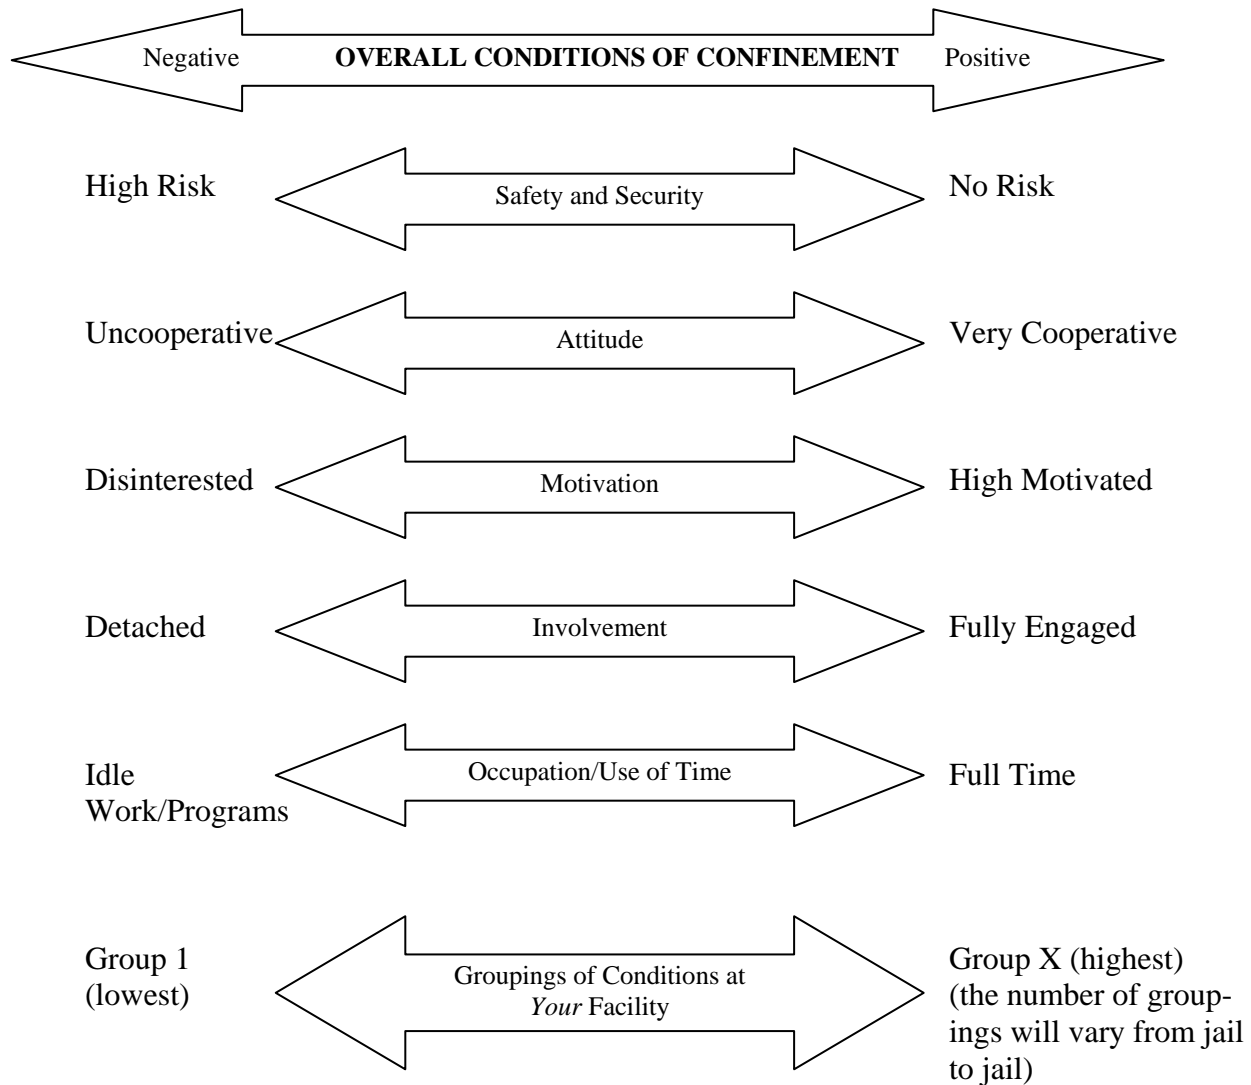 Negative OVERALL CONDITIONS OF CONFINEMENT Positive
High Risk Safety and Security No Risk
Uncooperative Attitude Very Cooperative
Disinterested Motivation High Motivated
Detached Involvement Fully Engaged
Idle Occupation/Use of Time Full Time
Work/Programs
Group 1
(lowest)
Groupings of Conditions at
Your Facility
Group X (highest)
(the number of group-
ings will vary from jail
to jail)